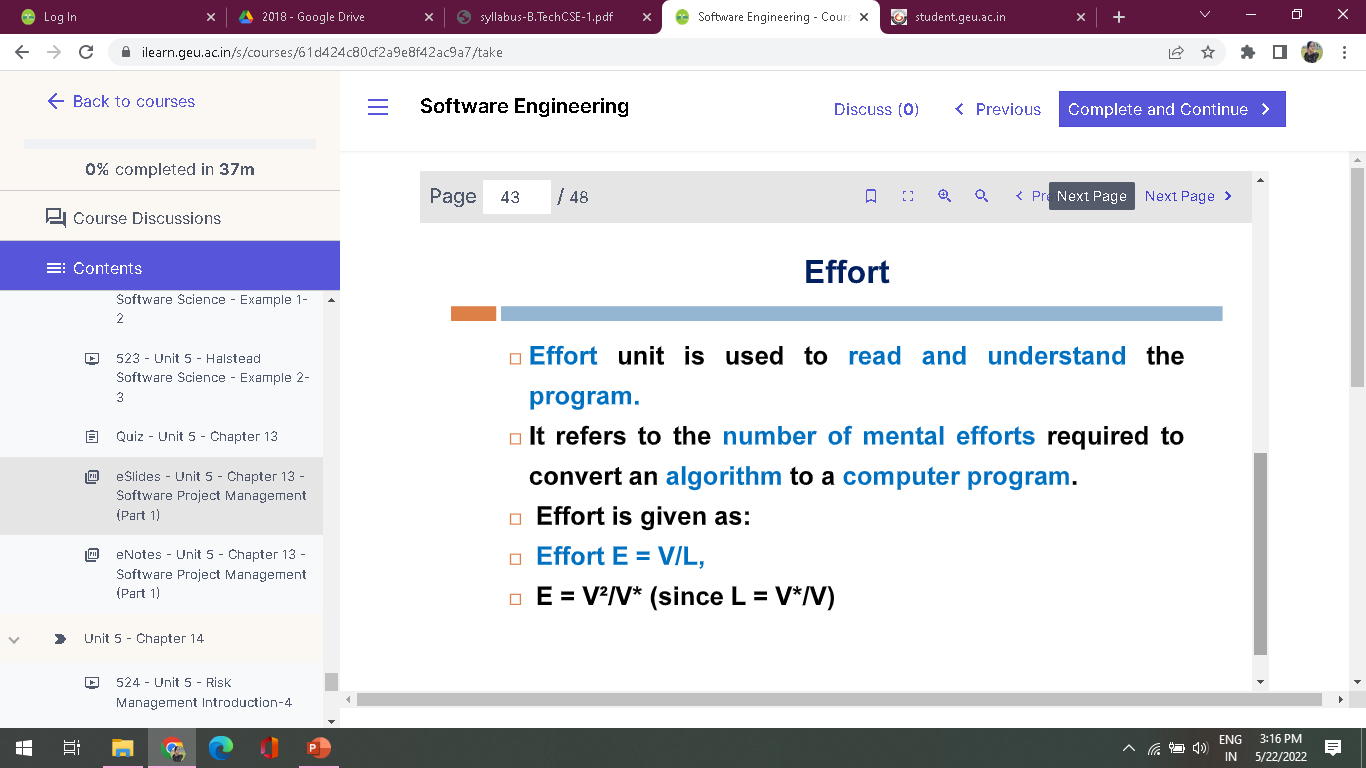 Log In
2018 - Google Drive
syllabus-B.TechCSE-1.pdf
Software Engineering - Cours
student.geu.ac.in
ilearn.geu.ac.in/s/courses/61d424c80cf2a9e8f42ac9a7/take
Back to courses
0% completed in 37m
Course Discussions
Contents
Software Science - Example 1-
2
523 - Unit 5 - Halstead
Software Science - Example 2-
3
Quiz - Unit 5 - Chapter 13
eSlides - Unit 5 - Chapter 13 -
Software Project Management
(Part 1)
eNotes - Unit 5 - Chapter 13 -
Software Project Management
(Part 1)
Unit 5 - Chapter 14
524 - Unit 5 - Risk
Management Introduction-4
Software Engineering
Discuss (0)
Previous
Complete and Continue
Page 43 / 48
Pre
Next Page
Next Page
Effort
Effort unit is used to read and understand the
program.
It refers to the number of mental efforts required to
convert an algorithm to a computer program.
Effort is given as:
Effort E = V/L,
E = V²/V* (since L = V*/V)
ENG
IN
3:16 PM
5/22/2022